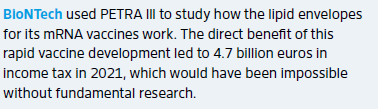 BioNTech used PETRA III to study how the lipid envelopes
for its mRNA vaccines work. The direct benefit of this
rapid vaccine development led to 4.7 billion euros in
income tax in 2021, which would have been impossible
without fundamental research.